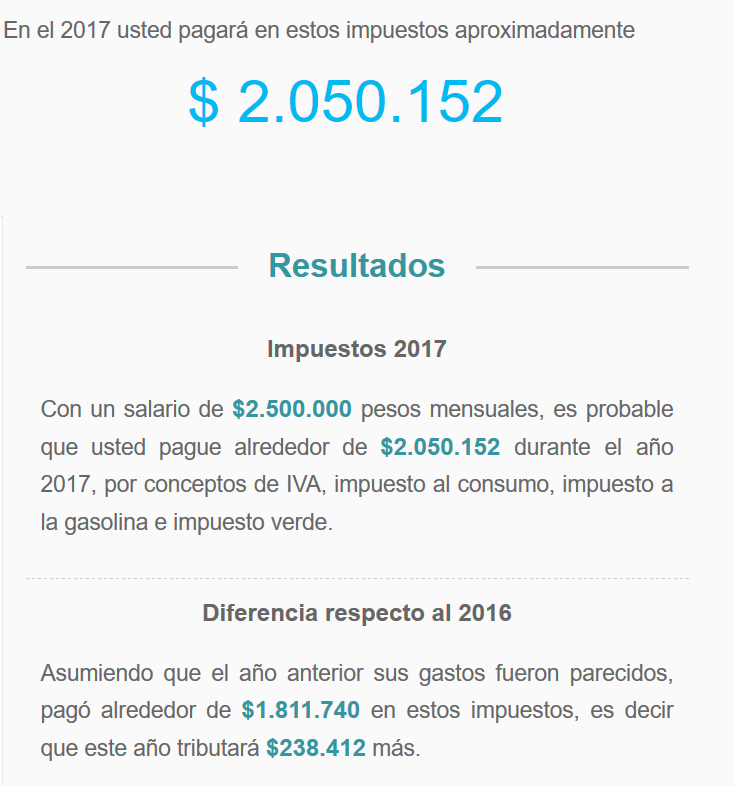 En el 2017 usted pagará en estos impuestos aproximadamente
$ 2.050.152
Resultados
Impuestos 2017
Con un salario de $2.500.000 pesos mensuales, es probable
que usted pague alrededor de $2.050.152 durante el año
2017, por conceptos de IVA, impuesto al consumo, impuesto a
la gasolina e impuesto verde.
Diferencia respecto al 2016
Asumiendo que el año anterior sus gastos fueron parecidos,
pagó alrededor de $1.811.740 en estos impuestos, es decir
que este año tributará $238.412 más.